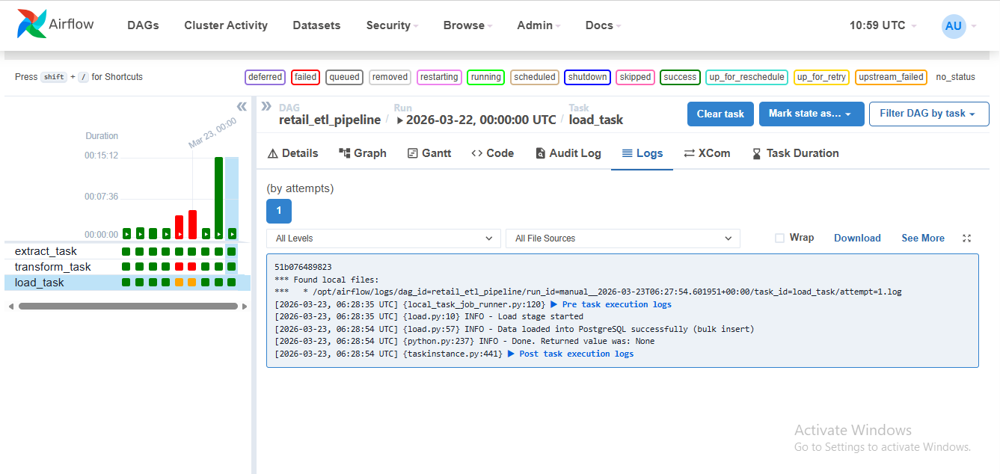 Airflow DAGs Cluster Activity Datasets Security Browse Admin Docs 10:59 UTC AU
Press shift + / for Shortcuts deferred failed queued removed restarting running scheduled shutdown skipped success up_for_reschedule up_for_retry upstream_failed no_status
Mar 23, 00:00
Duration
00:15:12
00:07:36
00:00:00
extract_task
transform_task
load_task
DAG Run Task
retail_etl_pipeline / 2026-03-22, 00:00:00 UTC / load_task
Clear task Mark state as... Filter DAG by task
Details Graph Gantt Code Audit Log Logs XCom Task Duration
(by attempts)
1
All Levels All File Sources Wrap Download See More
51b076489823
*** Found local files:
***   * /opt/airflow/logs/dag_id=retail_etl_pipeline/run_id=manual__2026-03-23T06:27:54.601951+00:00/task_id=load_task/attempt=1.log
[2026-03-23, 06:28:35 UTC] {local_task_job_runner.py:120} ▶ Pre task execution logs
[2026-03-23, 06:28:35 UTC] {load.py:10} INFO - Load stage started
[2026-03-23, 06:28:54 UTC] {load.py:57} INFO - Data loaded into PostgreSQL successfully (bulk insert)
[2026-03-23, 06:28:54 UTC] {python.py:237} INFO - Done. Returned value was: None
[2026-03-23, 06:28:54 UTC] {taskinstance.py:441} ▶ Post task execution logs
Activate Windows
Go to Settings to activate Windows.